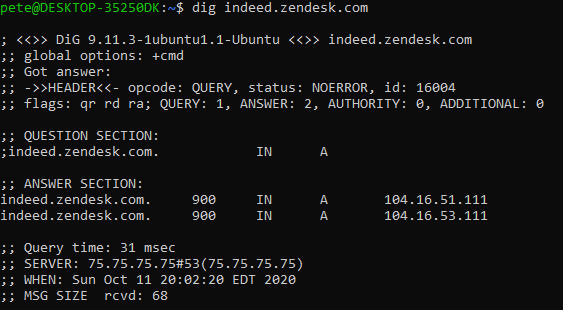 pete@DESKTOP-35250DK:~$ dig indeed.zendesk.com
; <<>> DiG 9.11.3-1ubuntu1.1-Ubuntu <<>> indeed.zendesk.com
;; global options: +cmd
;; Got answer:
;; ->>HEADER<<- opcode: QUERY, status: NOERROR, id: 16004
;; flags: qr rd ra; QUERY: 1, ANSWER: 2, AUTHORITY: 0, ADDITIONAL: 0
;; QUESTION SECTION:
;indeed.zendesk.com. IN A
;; ANSWER SECTION:
indeed.zendesk.com. 900 IN A 104.16.51.111
indeed.zendesk.com. 900 IN A 104.16.53.111
;; Query time: 31 msec
;; SERVER: 75.75.75.75#53(75.75.75.75)
;; WHEN: Sun Oct 11 20:02:20 EDT 2020
;; MSG SIZE rcvd: 68